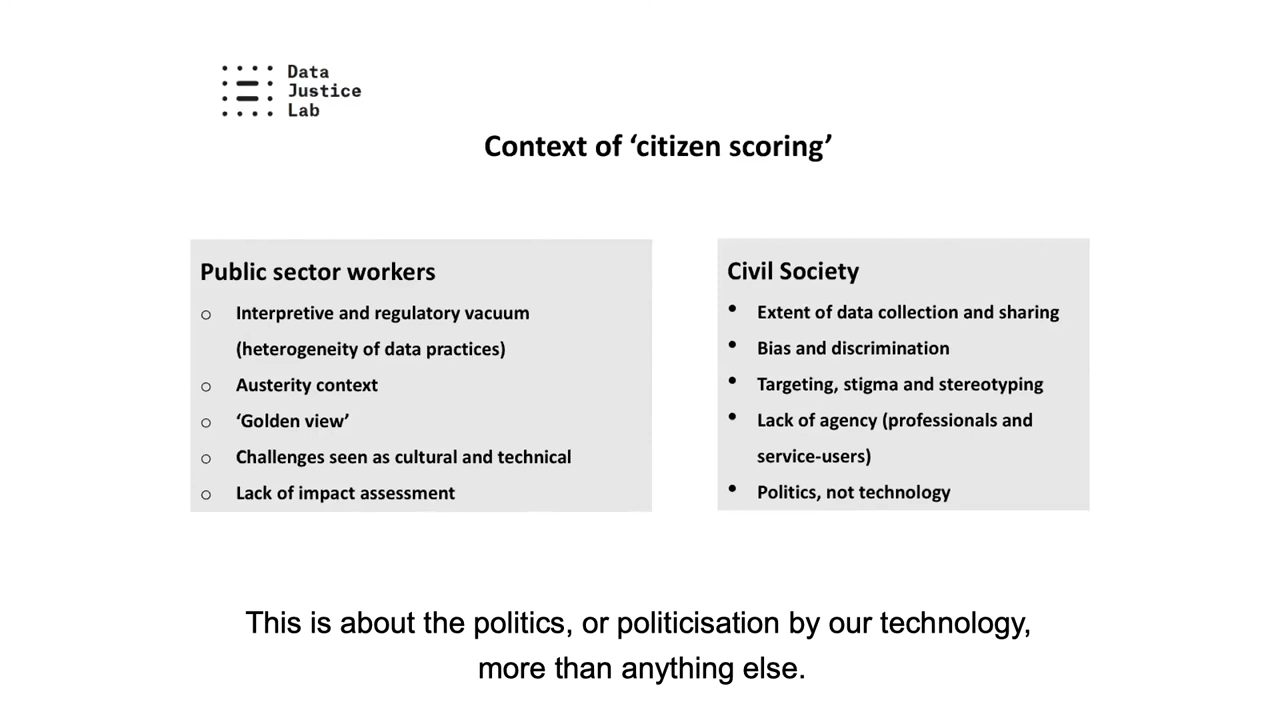 Data
Justice
Lab
Context of ‘citizen scoring’
Public sector workers
○ Interpretive and regulatory vacuum
(heterogeneity of data practices)
○ Austerity context
○ ‘Golden view’
○ Challenges seen as cultural and technical
○ Lack of impact assessment
Civil Society
• Extent of data collection and sharing
• Bias and discrimination
• Targeting, stigma and stereotyping
• Lack of agency (professionals and
service-users)
• Politics, not technology
This is about the politics, or politicisation by our technology,
more than anything else.